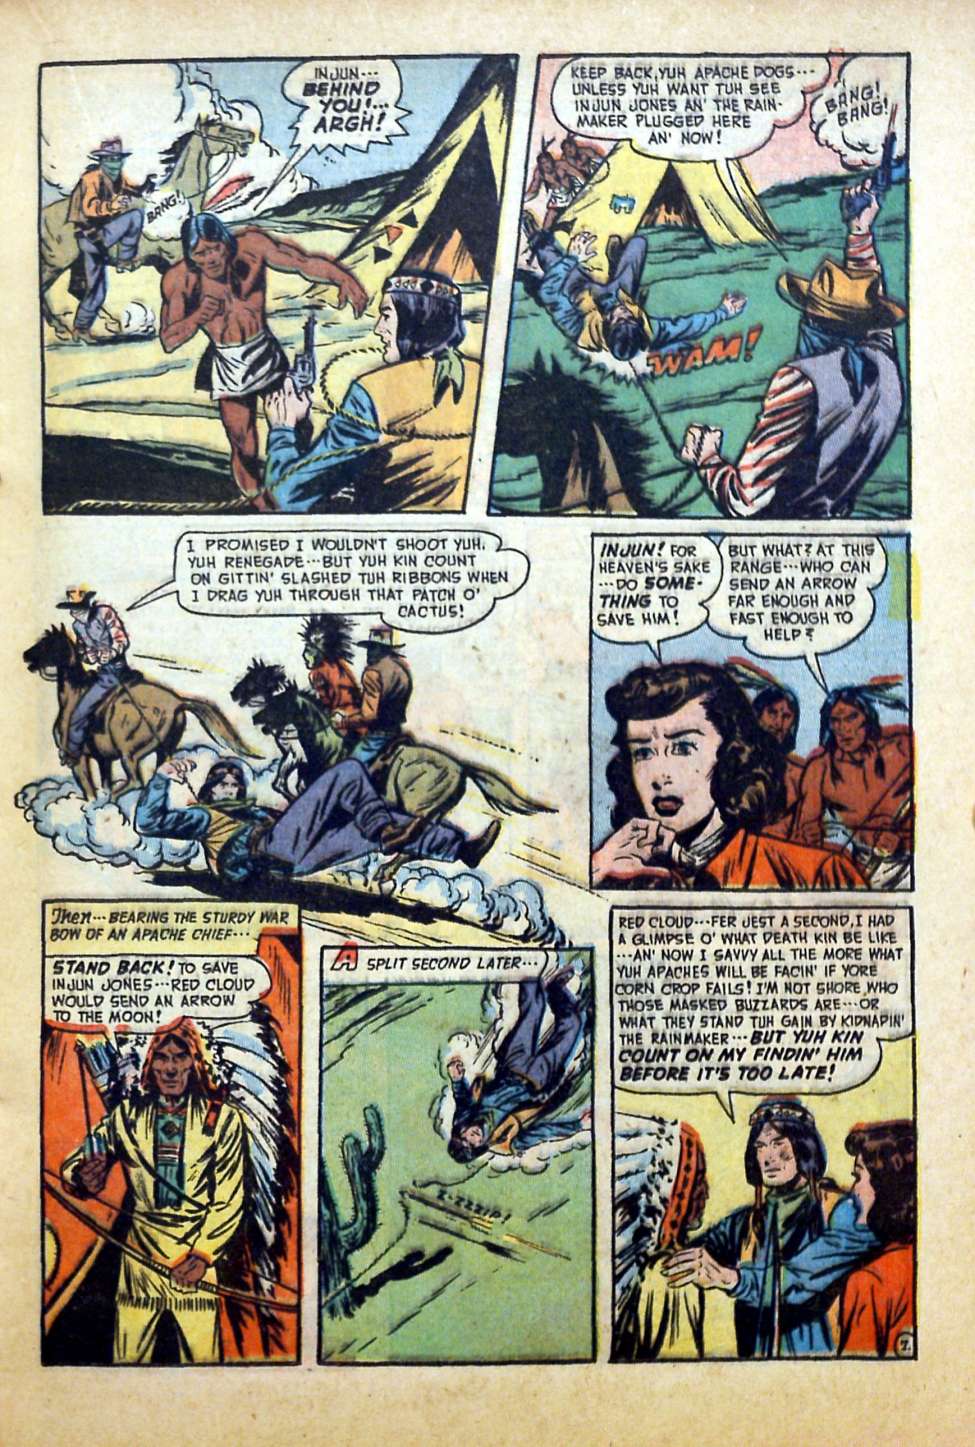 INJUN---
BEHIND
YOU!...
ARGH!
BANG!
KEEP BACK, YUH APACHE DOGS---
UNLESS YUH WANT TUH SEE
INJUN JONES AN' THE RAIN-
MAKER PLUGGED HERE
AN' NOW!
BANG!
BANG!
WAM!
I PROMISED I WOULDN'T SHOOT YUH,
YUH RENEGADE---BUT YUH KIN COUNT
ON GITTIN' SLASHED TUH RIBBONS WHEN
I DRAG YUH THROUGH THAT PATCH O'
CACTUS!
INJUN! FOR
HEAVEN'S SAKE
---DO SOME-
THING TO
SAVE HIM!
BUT WHAT? AT THIS
RANGE---WHO CAN
SEND AN ARROW
FAR ENOUGH AND
FAST ENOUGH TO
HELP?
Then---BEARING THE STURDY WAR
BOW OF AN APACHE CHIEF---
STAND BACK! TO SAVE
INJUN JONES---RED CLOUD
WOULD SEND AN ARROW
TO THE MOON!
A SPLIT SECOND LATER---
Z-ZZZZIP!
RED CLOUD---FER JEST A SECOND, I HAD
A GLIMPSE O' WHAT DEATH KIN BE LIKE
---AN' NOW I SAVVY ALL THE MORE WHAT
YUH APACHES WILL BE FACIN' IF YORE
CORN CROP FAILS! I'M NOT SHORE, WHO
THOSE MASKED BUZZARDS ARE---OR
WHAT THEY STAND TUH GAIN BY KIDNAPIN'
THE RAINMAKER---BUT YUH KIN
COUNT ON MY FINDIN' HIM
BEFORE IT'S TOO LATE!
7.